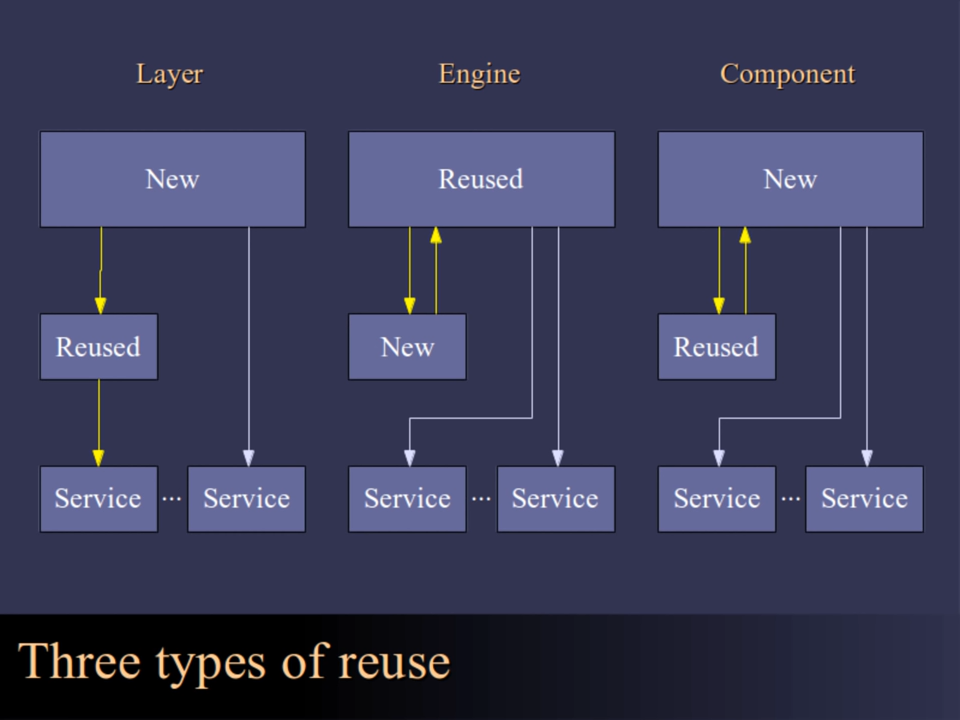 Layer
Engine
Component
New
Reused
New
Reused
New
Reused
Service ... Service
Service ... Service
Service ... Service
Three types of reuse